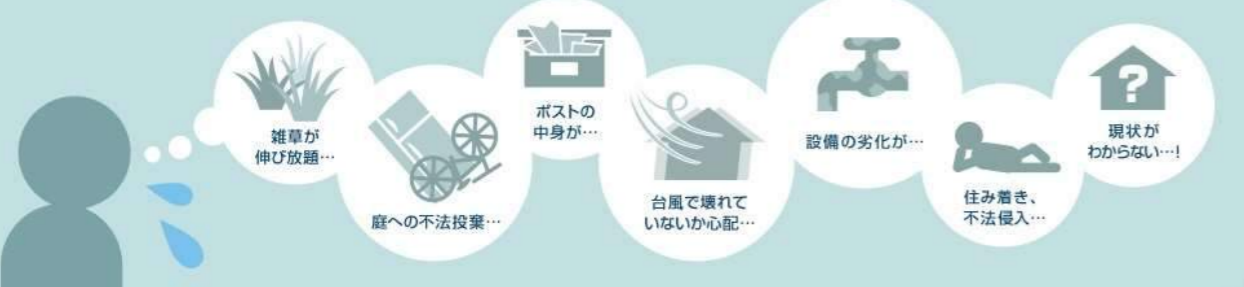 雑草が
伸び放題…
庭への不法投棄…
ポストの
中身が…
台風で壊れて
いないか心配…
設備の劣化が…
住み着き、
不法侵入…
?
現状が
わからない…!